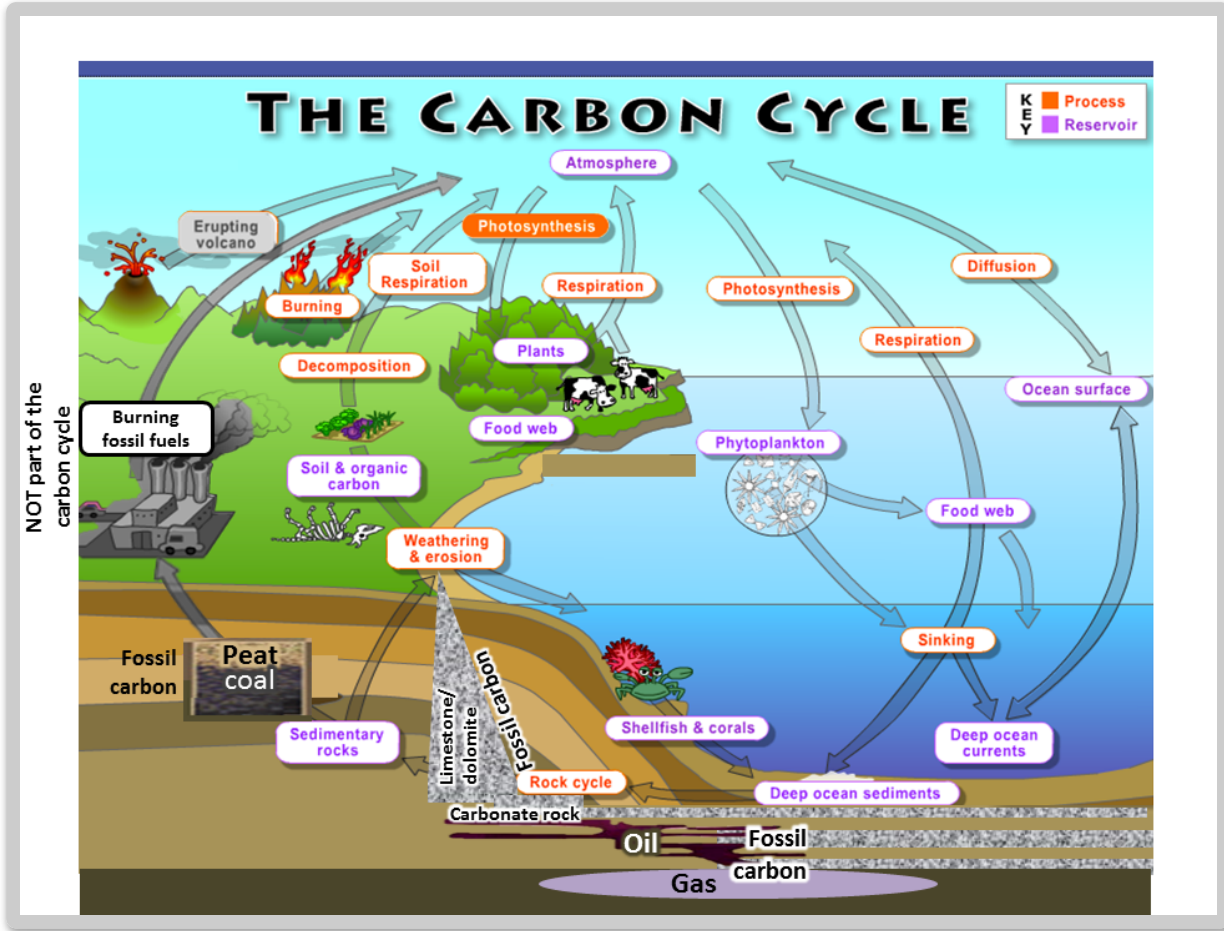 THE CARBON CYCLE
KEY
Process
Reservoir
Atmosphere
Erupting
volcano
Photosynthesis
Soil
Respiration
Respiration
Burning
Photosynthesis
Diffusion
Respiration
Decomposition
Plants
Ocean surface
NOT part of the
carbon cycle
Burning
fossil fuels
Food web
Phytoplankton
Soil & organic
carbon
Food web
Weathering
& erosion
Sinking
Fossil
carbon
Peat
coal
Limestone/
dolomite
Fossil carbon
Sedimentary
rocks
Shellfish & corals
Deep ocean
currents
Rock cycle
Deep ocean sediments
Carbonate rock
Oil
Fossil
carbon
Gas